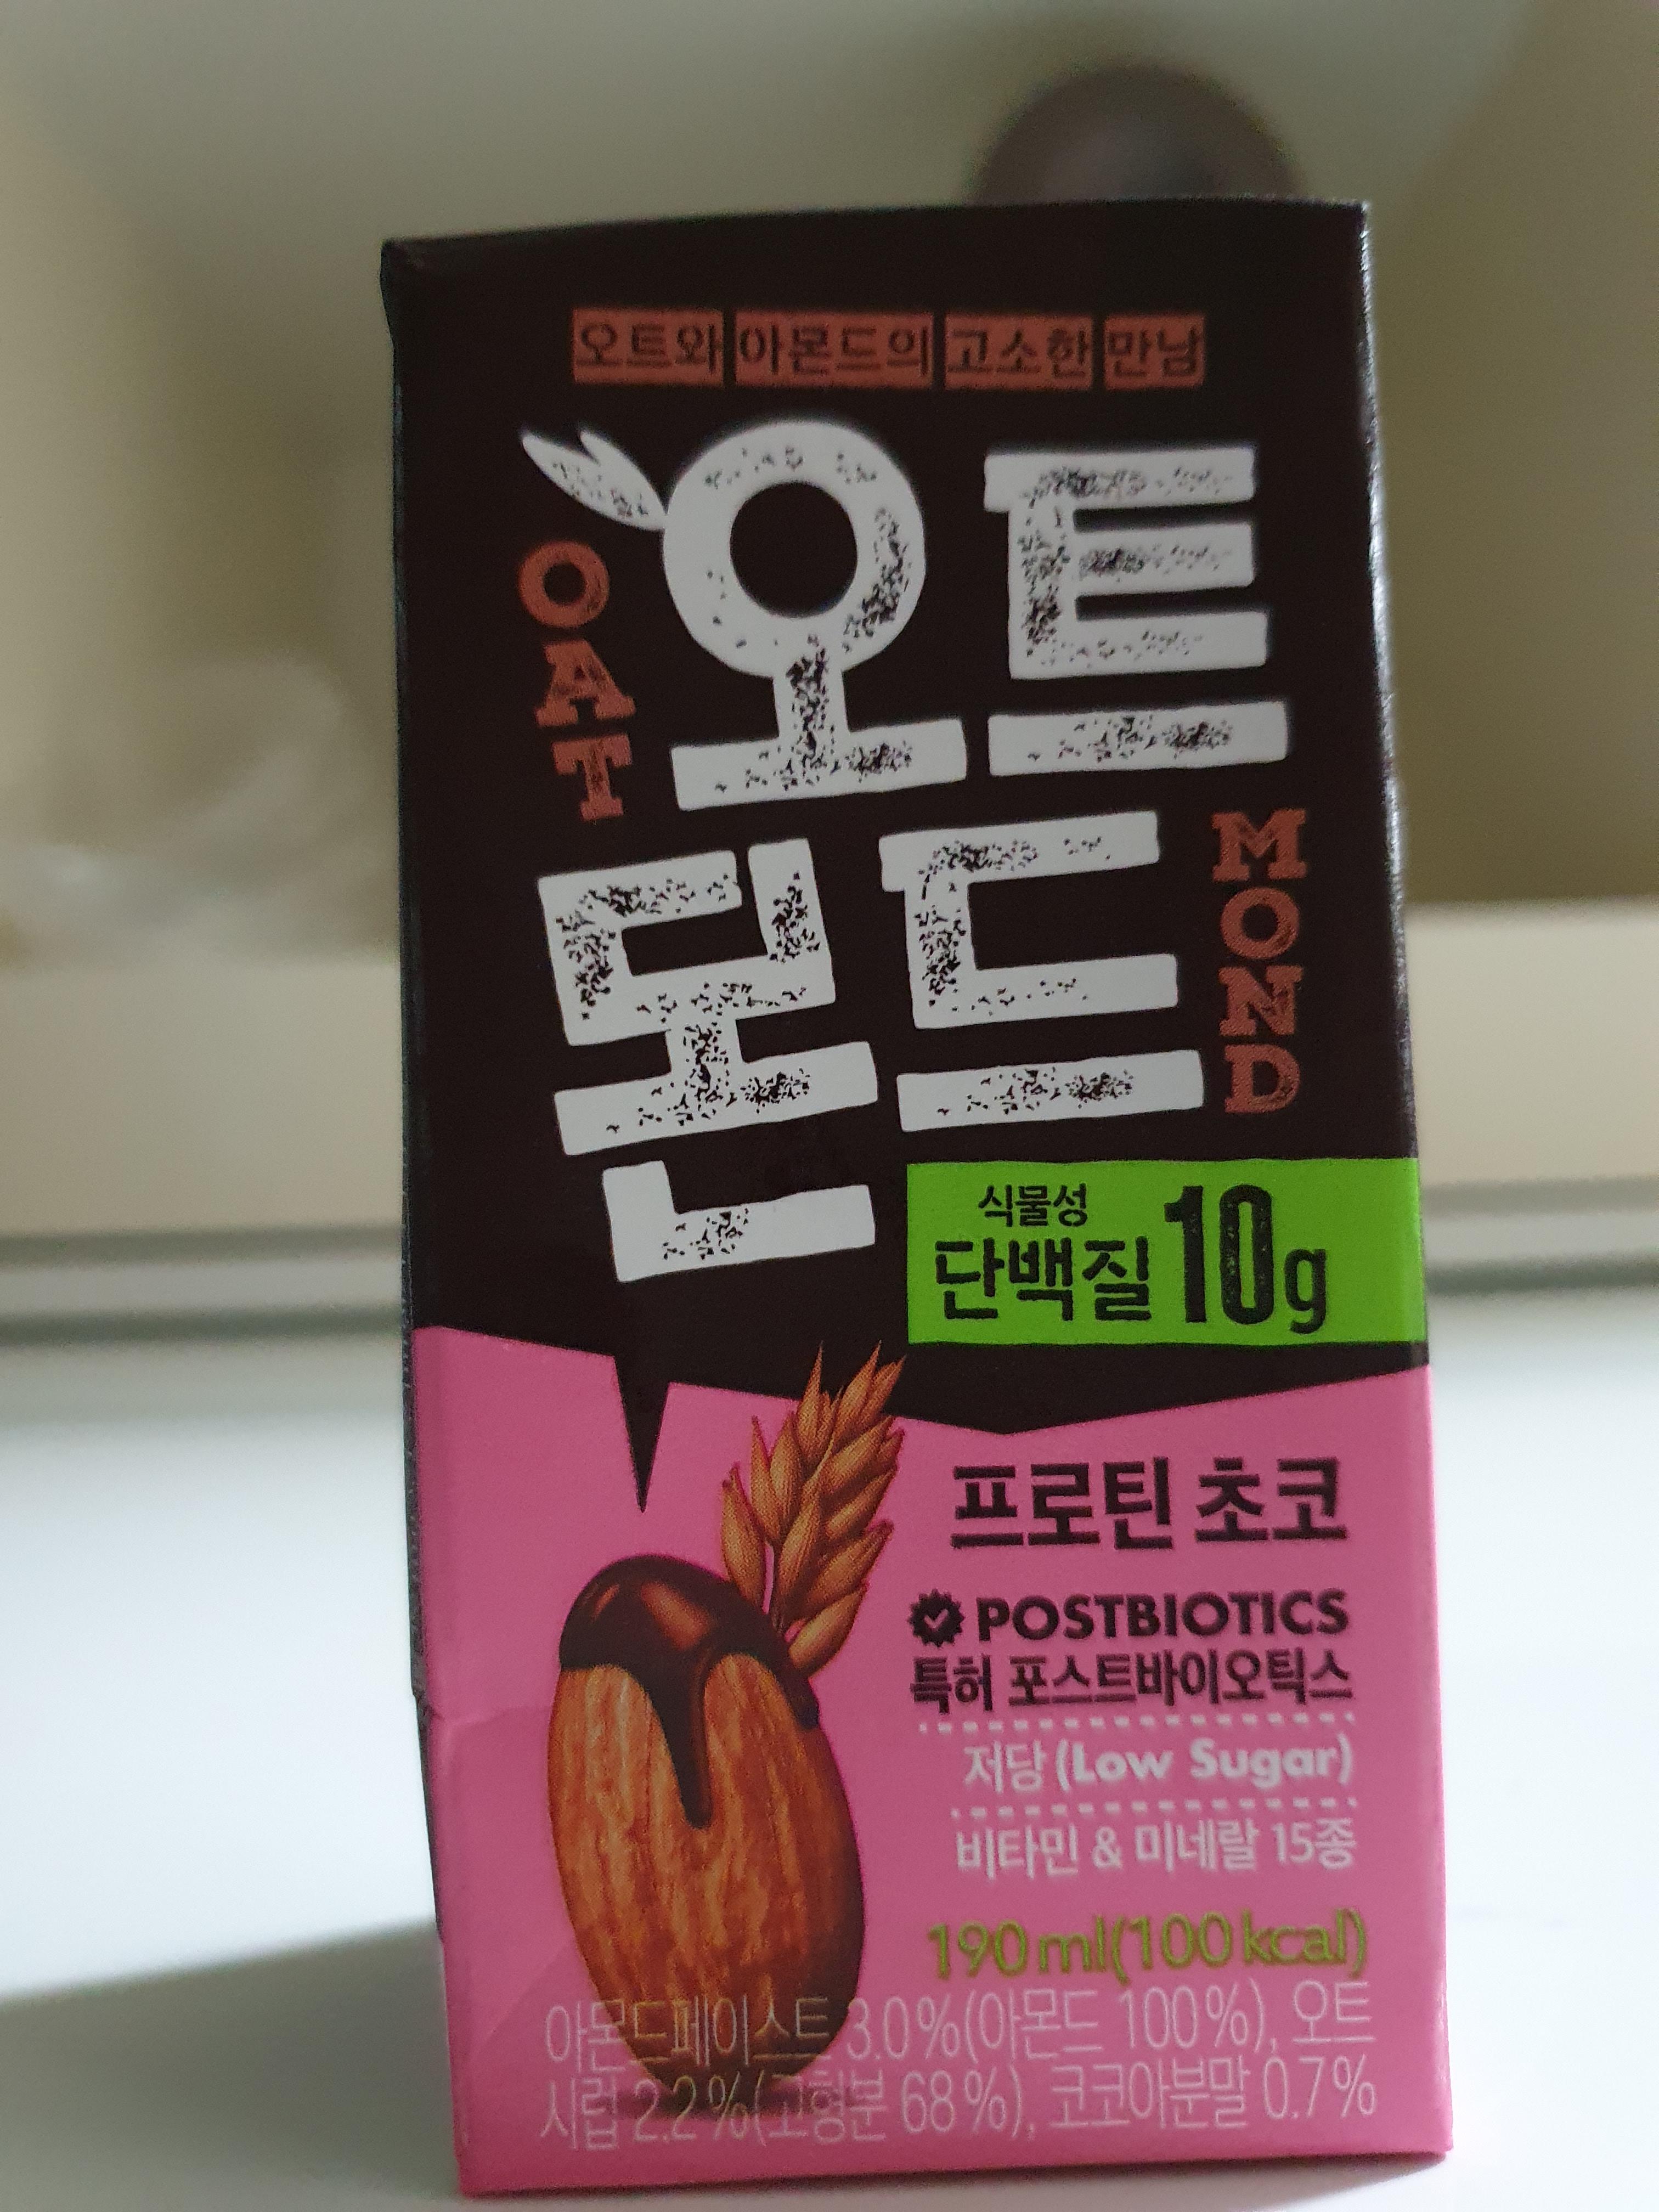 오트와 아몬드의 고소한 만남
OAT
오트
몬드
MOND
식물성
단백질 10g
프로틴 초코
POSTBIOTICS
특허 포스트바이오틱스
저당 (Low Sugar)
비타민 & 미네랄 15종
190 ml(100 kcal)
아몬드페이스트 3.0%(아몬드 100%), 오트
시럽 2.2%(고형분 68%), 코코아분말 0.7%